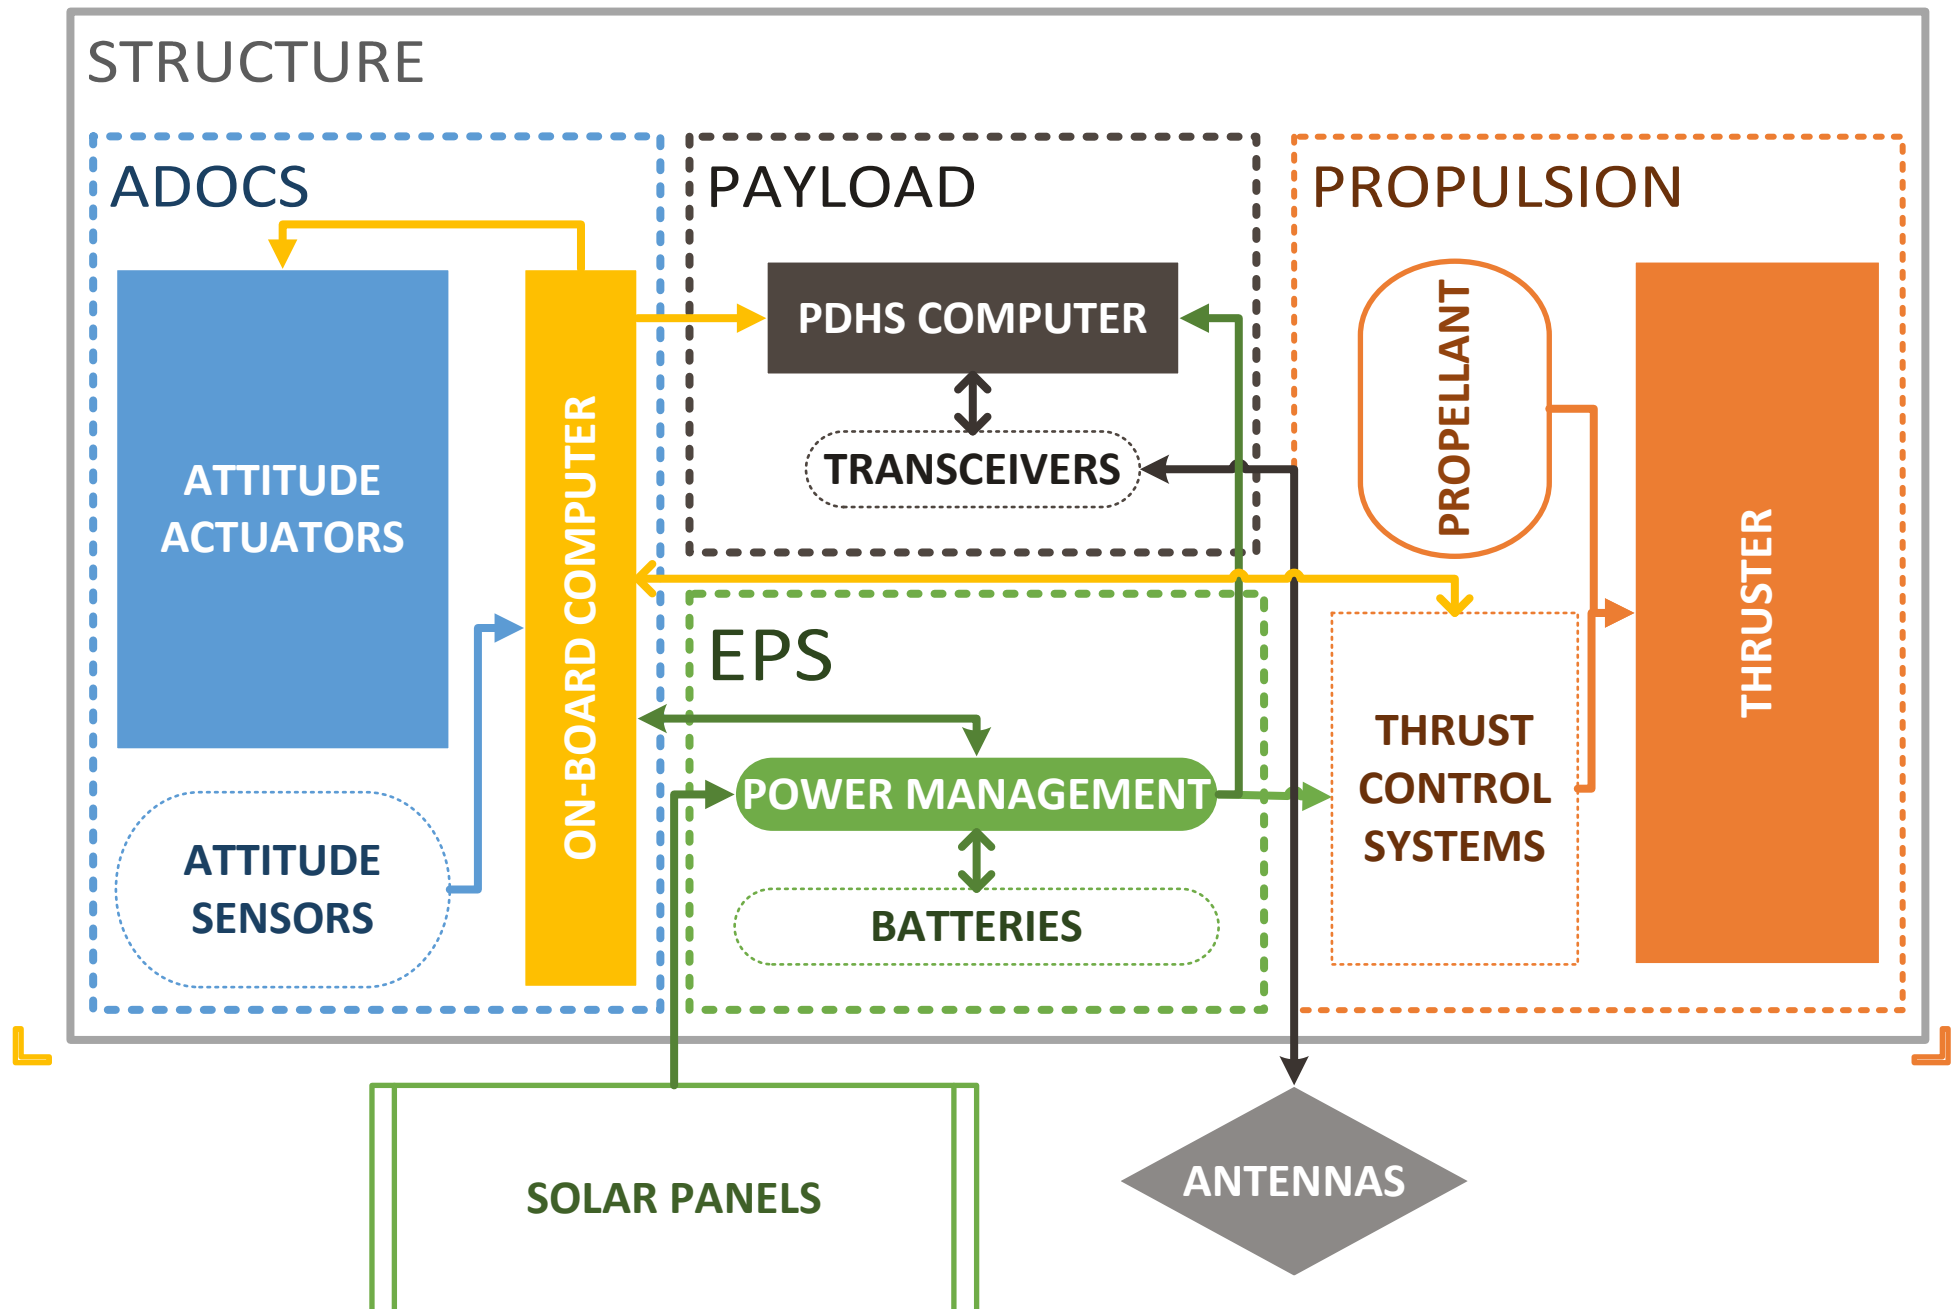 STRUCTURE
ADOCS
ATTITUDE
ACTUATORS
ATTITUDE
SENSORS
ON-BOARD COMPUTER
PAYLOAD
PDHS COMPUTER
TRANSCEIVERS
EPS
POWER MANAGEMENT
BATTERIES
PROPULSION
PROPELLANT
THRUST
CONTROL
SYSTEMS
THRUSTER
SOLAR PANELS
ANTENNAS